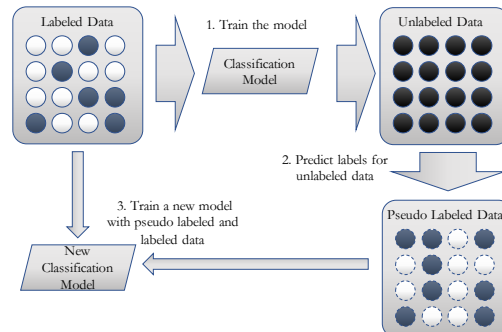 Labeled Data
1. Train the model
Classification
Model
Unlabeled Data
2. Predict labels for
unlabeled data
3. Train a new model
with pseudo labeled and
labeled data
Pseudo Labeled Data
New
Classification
Model